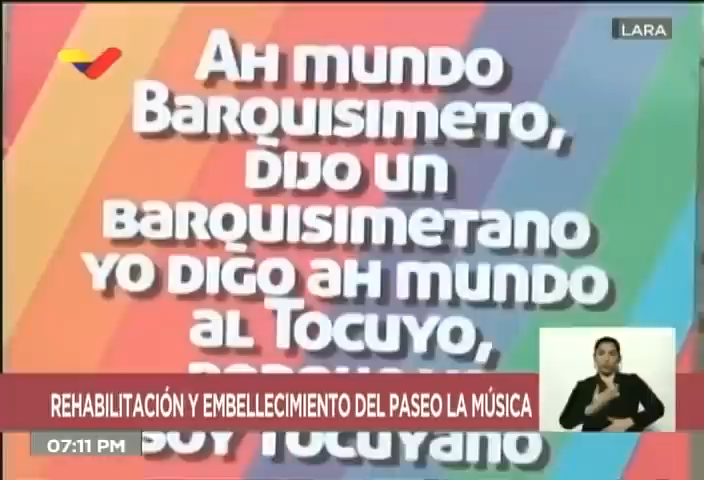 LARA
AH MUNDO
BARQUISIMETO,
DIJO UN
BARQUISIMETANO
YO DIGO AH MUNDO
AL TOCUYO,
REHABILITACIÓN Y EMBELLECIMIENTO DEL PASEO LA MÚSICA
07:11 PM
SOY TOCUYANO